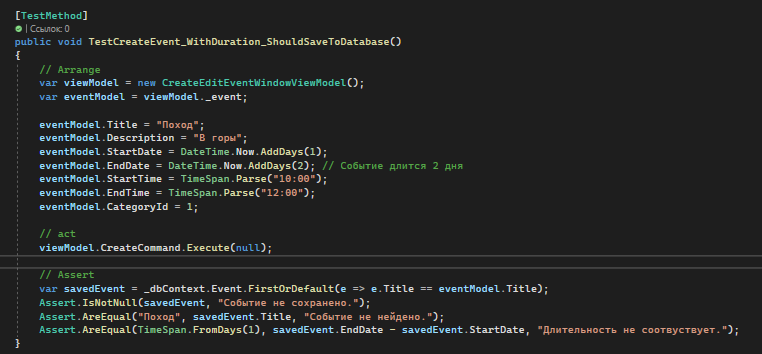 [TestMethod]
| Ссылок: 0
public void TestCreateEvent_WithDuration_ShouldSaveToDatabase()
{
// Arrange
var viewModel = new CreateEditEventWindowViewModel();
var eventModel = viewModel._event;
eventModel.Title = "Поход";
eventModel.Description = "В горы";
eventModel.StartDate = DateTime.Now.AddDays(1);
eventModel.EndDate = DateTime.Now.AddDays(2); // Событие длится 2 дня
eventModel.StartTime = TimeSpan.Parse("10:00");
eventModel.EndTime = TimeSpan.Parse("12:00");
eventModel.CategoryId = 1;
// act
viewModel.CreateCommand.Execute(null);
// Assert
var savedEvent = _dbContext.Event.FirstOrDefault(e => e.Title == eventModel.Title);
Assert.IsNotNull(savedEvent, "Событие не сохранено.");
Assert.AreEqual("Поход", savedEvent.Title, "Событие не нейдено.");
Assert.AreEqual(TimeSpan.FromDays(1), savedEvent.EndDate - savedEvent.StartDate, "Длительность не соотвуствует.");
}